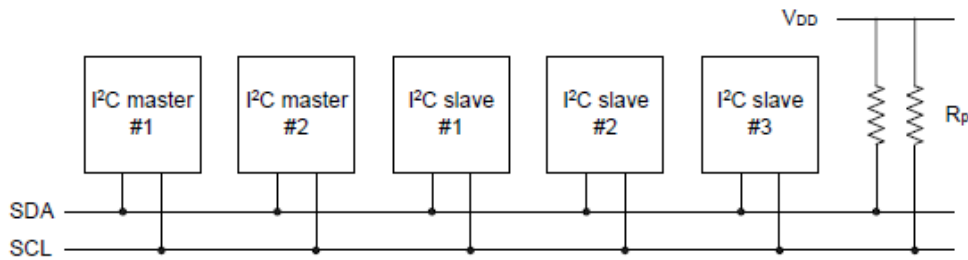 VDD
I²C master
#1
I²C master
#2
I²C slave
#1
I²C slave
#2
I²C slave
#3
Rp
SDA
SCL